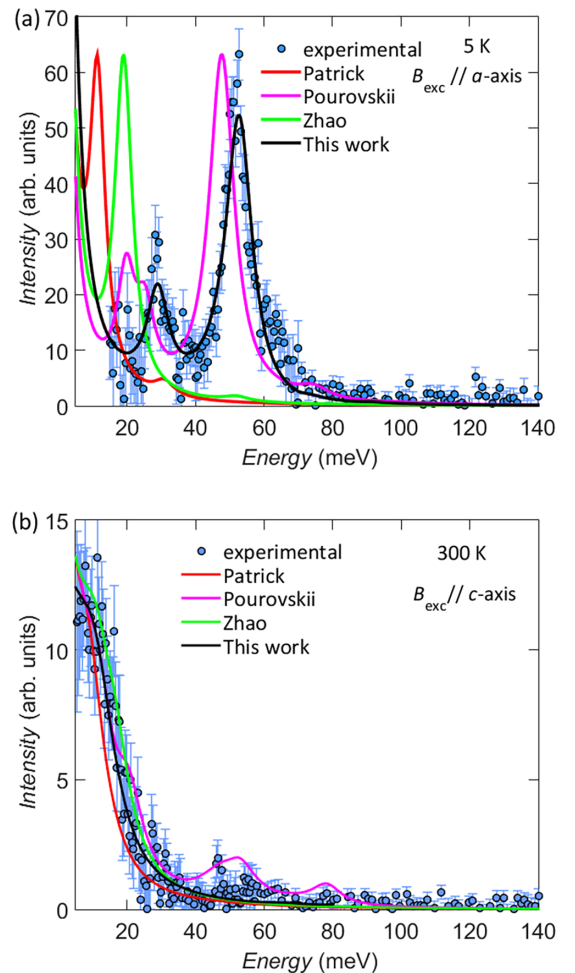 (a)
70
60
50
40
30
20
10
0
Intensity (arb. units)
experimental
Patrick
Pourovskii
Zhao
This work
5 K
Bexc // a-axis
20 40 60 80 100 120 140
Energy (meV)
(b)
15
10
5
0
Intensity (arb. units)
experimental
Patrick
Pourovskii
Zhao
This work
300 K
Bexc // c-axis
20 40 60 80 100 120 140
Energy (meV)